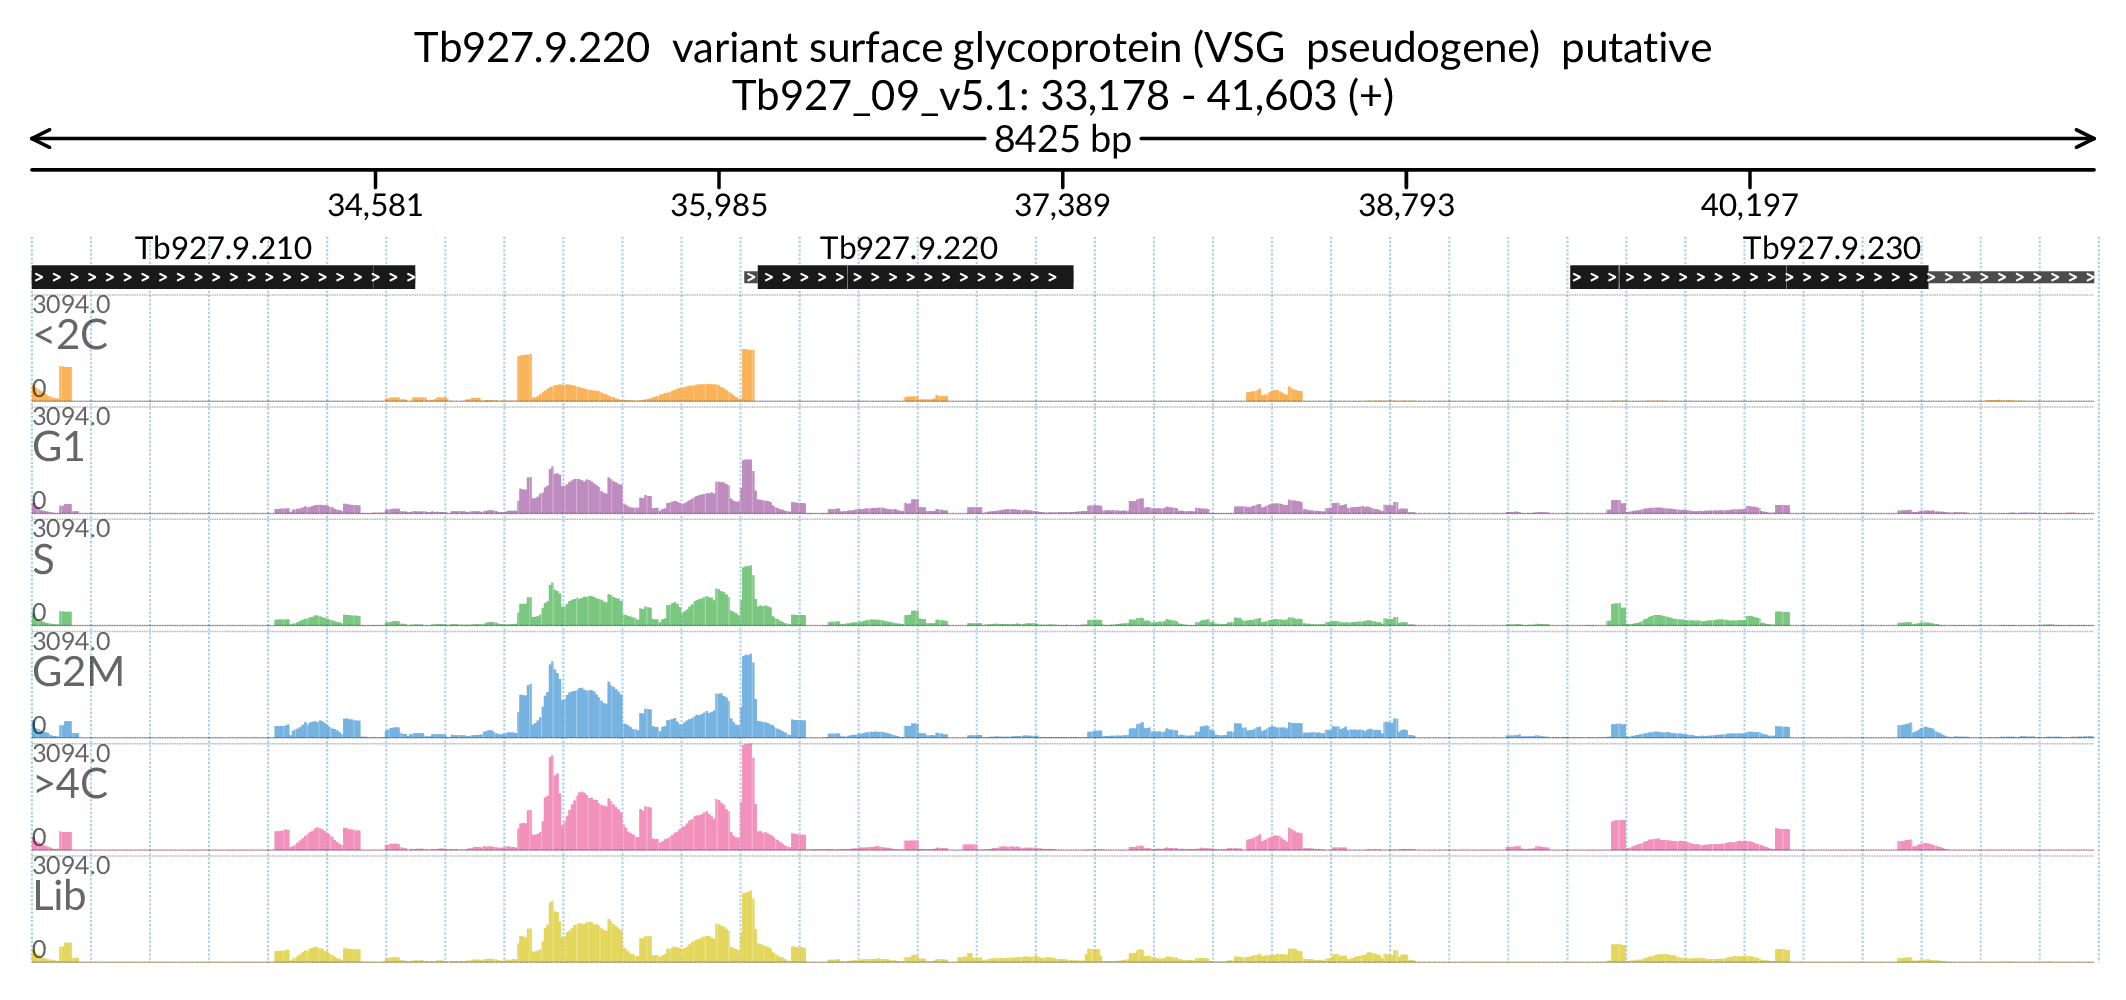 Tb927.9.220 variant surface glycoprotein (VSG pseudogene) putative
Tb927_09_v5.1: 33,178 - 41,603 (+)
8425 bp
34,581 35,985 37,389 38,793 40,197
Tb927.9.210 Tb927.9.220 Tb927.9.230
3094.0
<2C
0
3094.0
G1
0
3094.0
S
0
3094.0
G2M
0
3094.0
>4C
0
3094.0
Lib
0